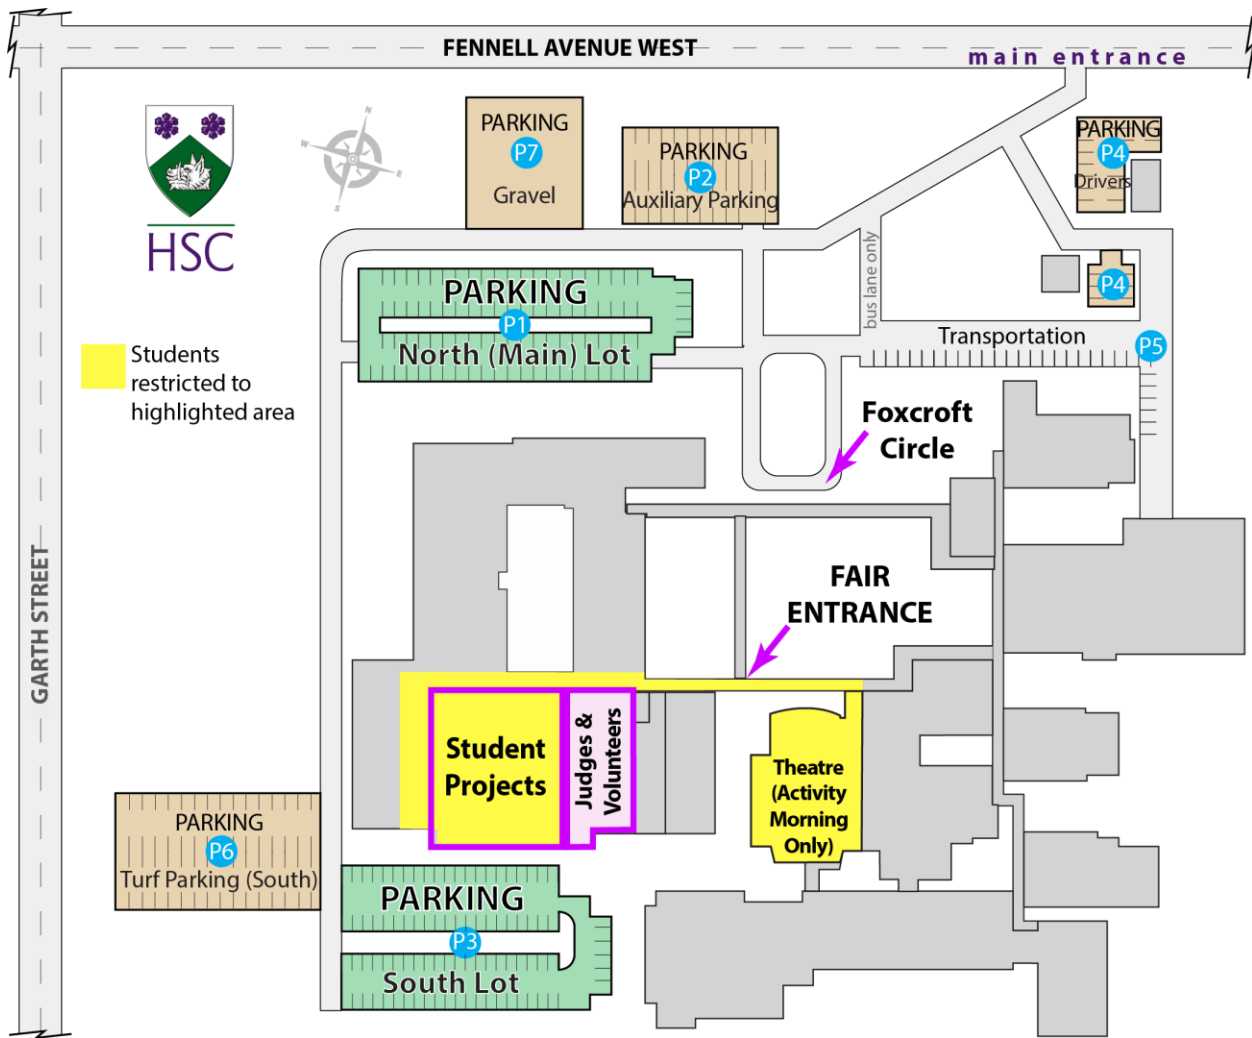 FENNELL AVENUE WEST
main entrance
PARKING
P7
Gravel
PARKING
P2
Auxiliary Parking
PARKING
P4
Drivers
N
W
E
S
HSC
bus lane only
P4
PARKING
P1
North (Main) Lot
Transportation
P5
Students
restricted to
highlighted area
Foxcroft
Circle
GARTH STREET
FAIR
ENTRANCE
Student
Projects
Judges &
Volunteers
Theatre
(Activity
Morning
Only)
PARKING
P6
Turf Parking (South)
PARKING
P3
South Lot